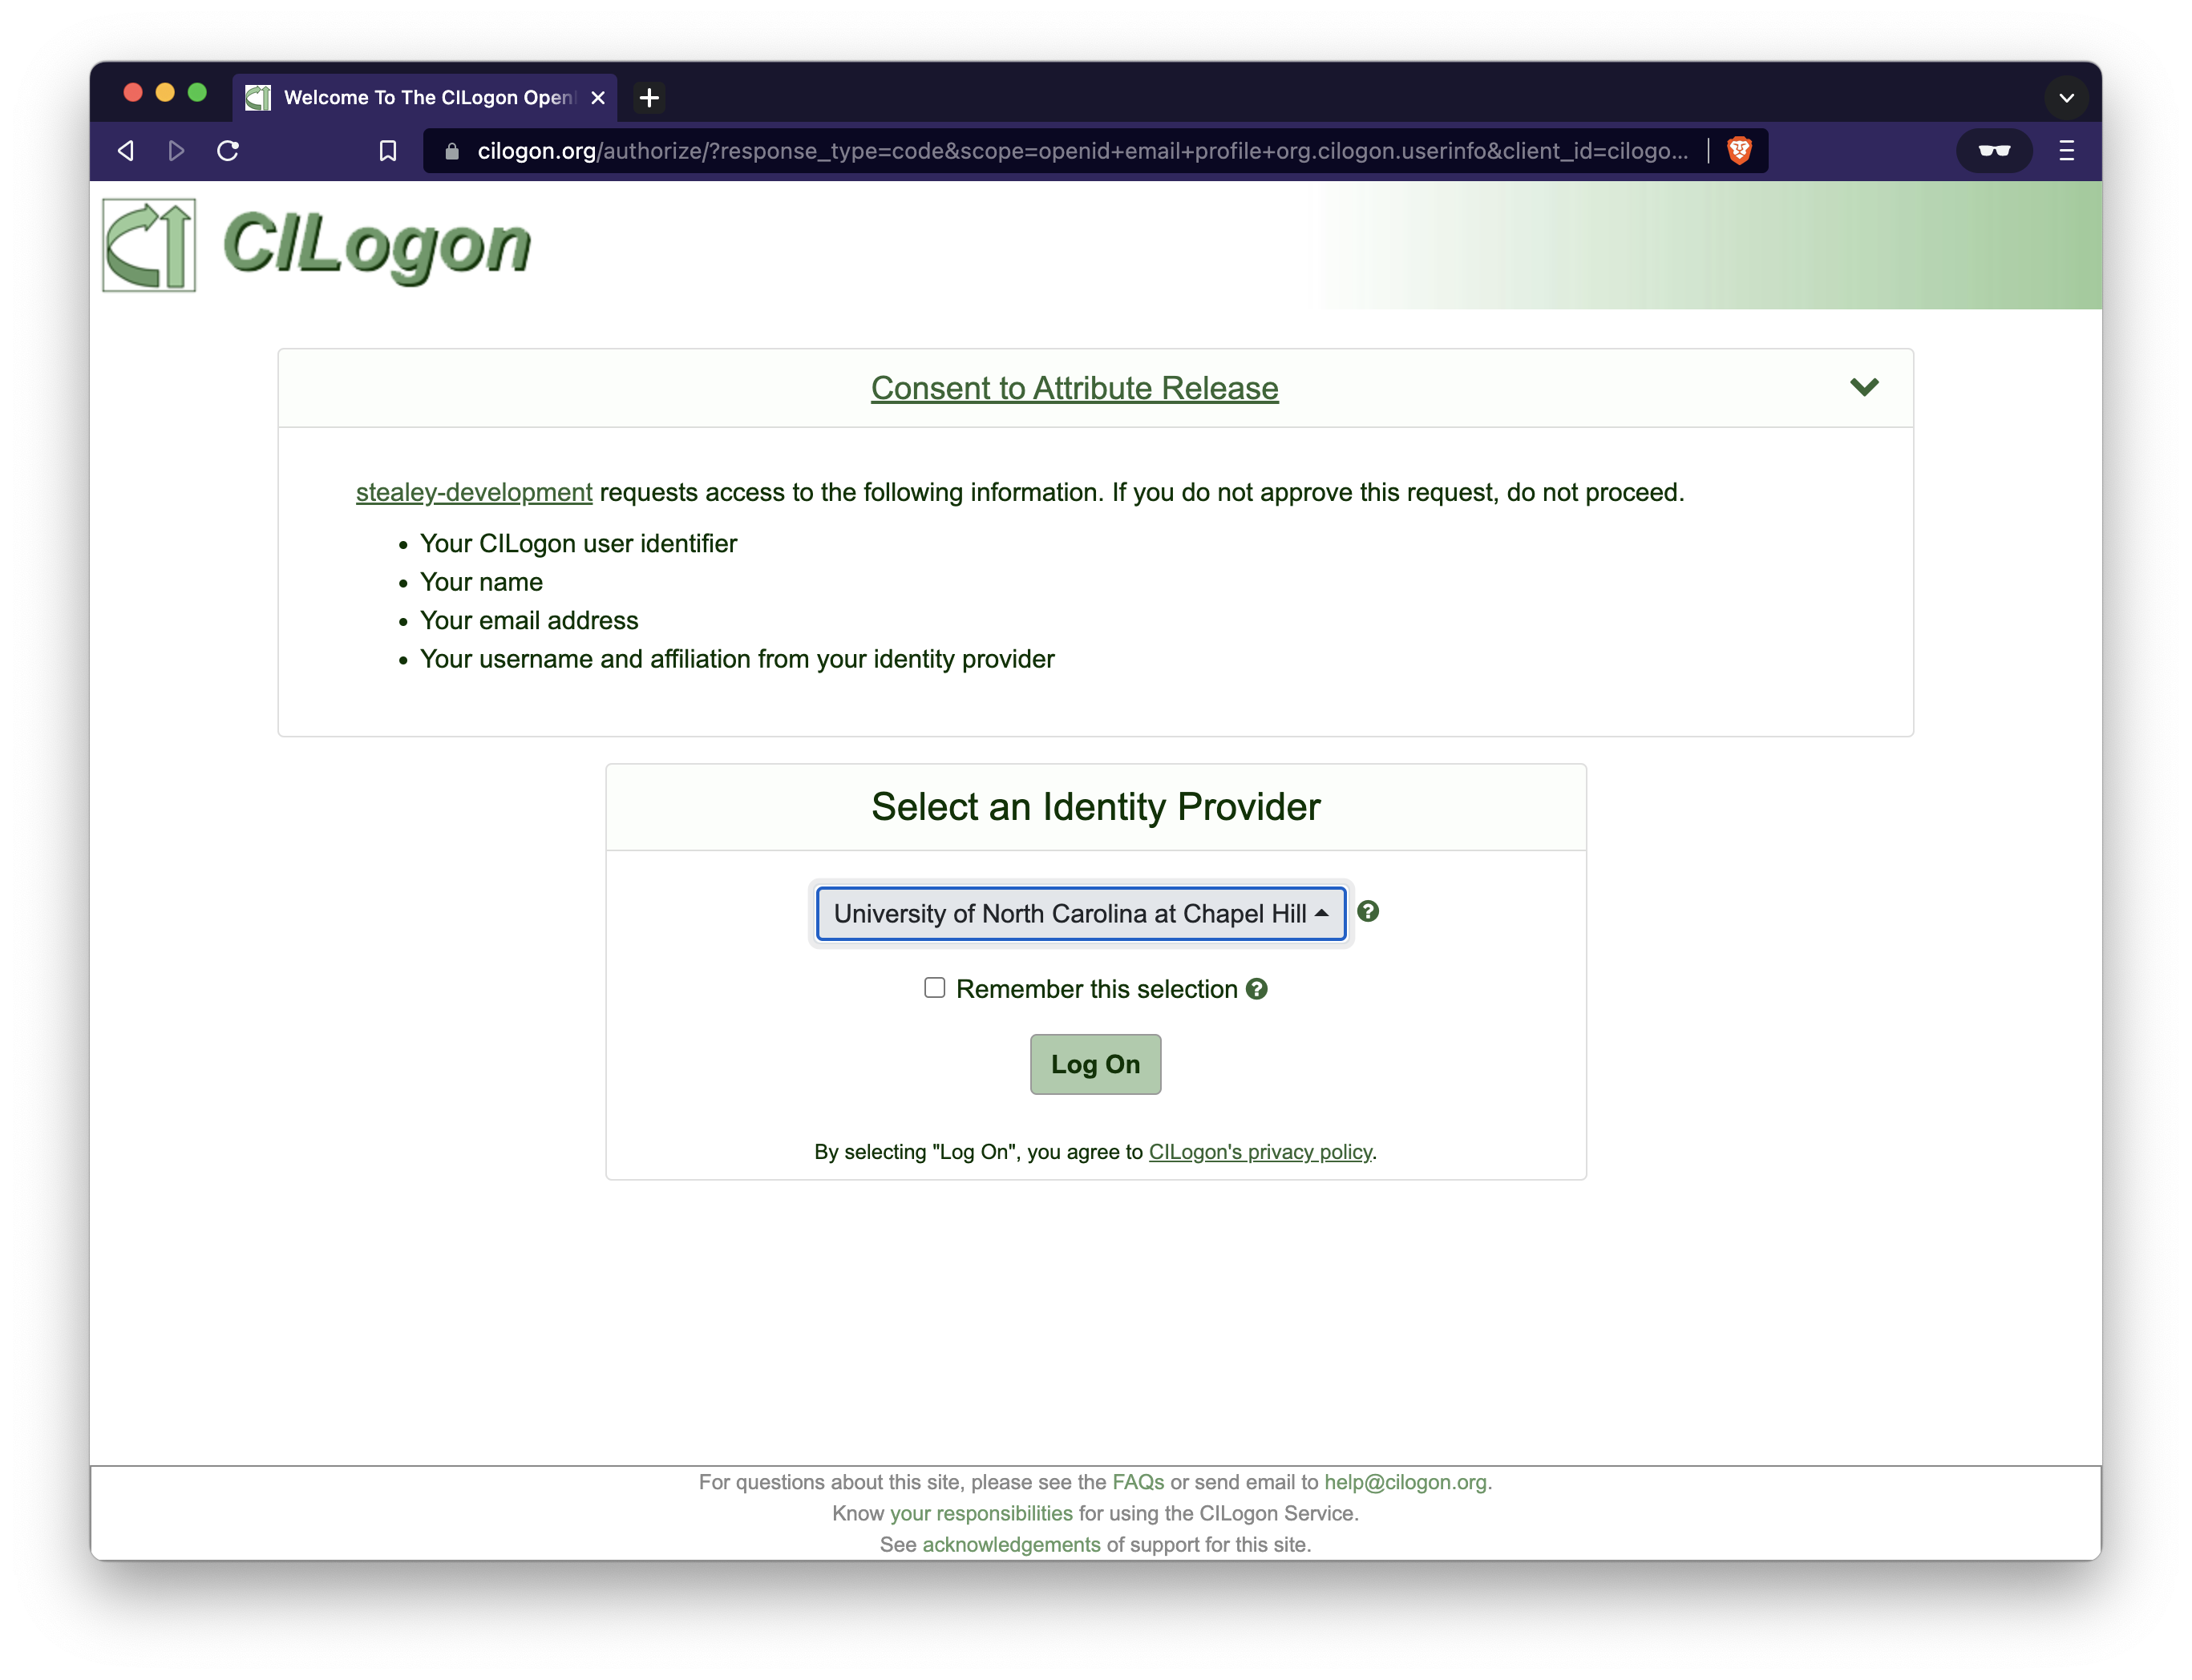 Welcome To The CILogon Open
cilogon.org/authorize/?response_type=code&scope=openid+email+profile+org.cilogon.userinfo&client_id=cilogo...
CILogon
Consent to Attribute Release
stealey-development requests access to the following information. If you do not approve this request, do not proceed.
• Your CILogon user identifier
• Your name
• Your email address
• Your username and affiliation from your identity provider
Select an Identity Provider
University of North Carolina at Chapel Hill
Remember this selection
Log On
By selecting "Log On", you agree to CILogon's privacy policy.
For questions about this site, please see the FAQs or send email to help@cilogon.org.
Know your responsibilities for using the CILogon Service.
See acknowledgements of support for this site.